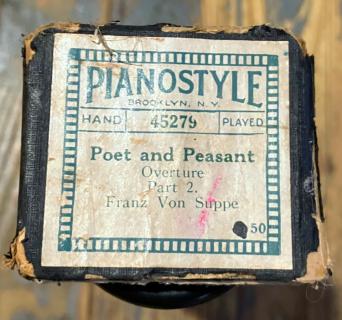 PIANOSTYLE
BROOKLYN, N.Y.
HAND 45279 PLAYED
Poet and Peasant
Overture
Part 2.
Franz Von Suppe
50